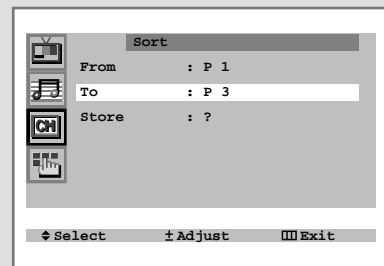 Sort
From : P 1
To : P 3
CH
Store : ?
Select ± Adjust Exit